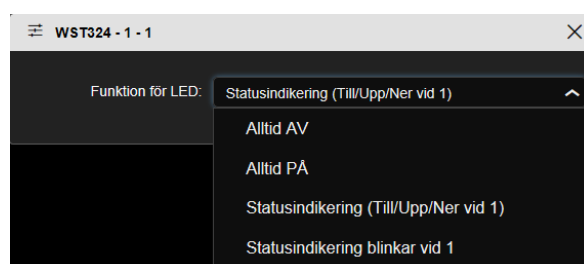 WST324 - 1 - 1
Funktion för LED: Statusindikering (Till/Upp/Ner vid 1)
Alltid AV
Alltid PÅ
Statusindikering (Till/Upp/Ner vid 1)
Statusindikering blinkar vid 1